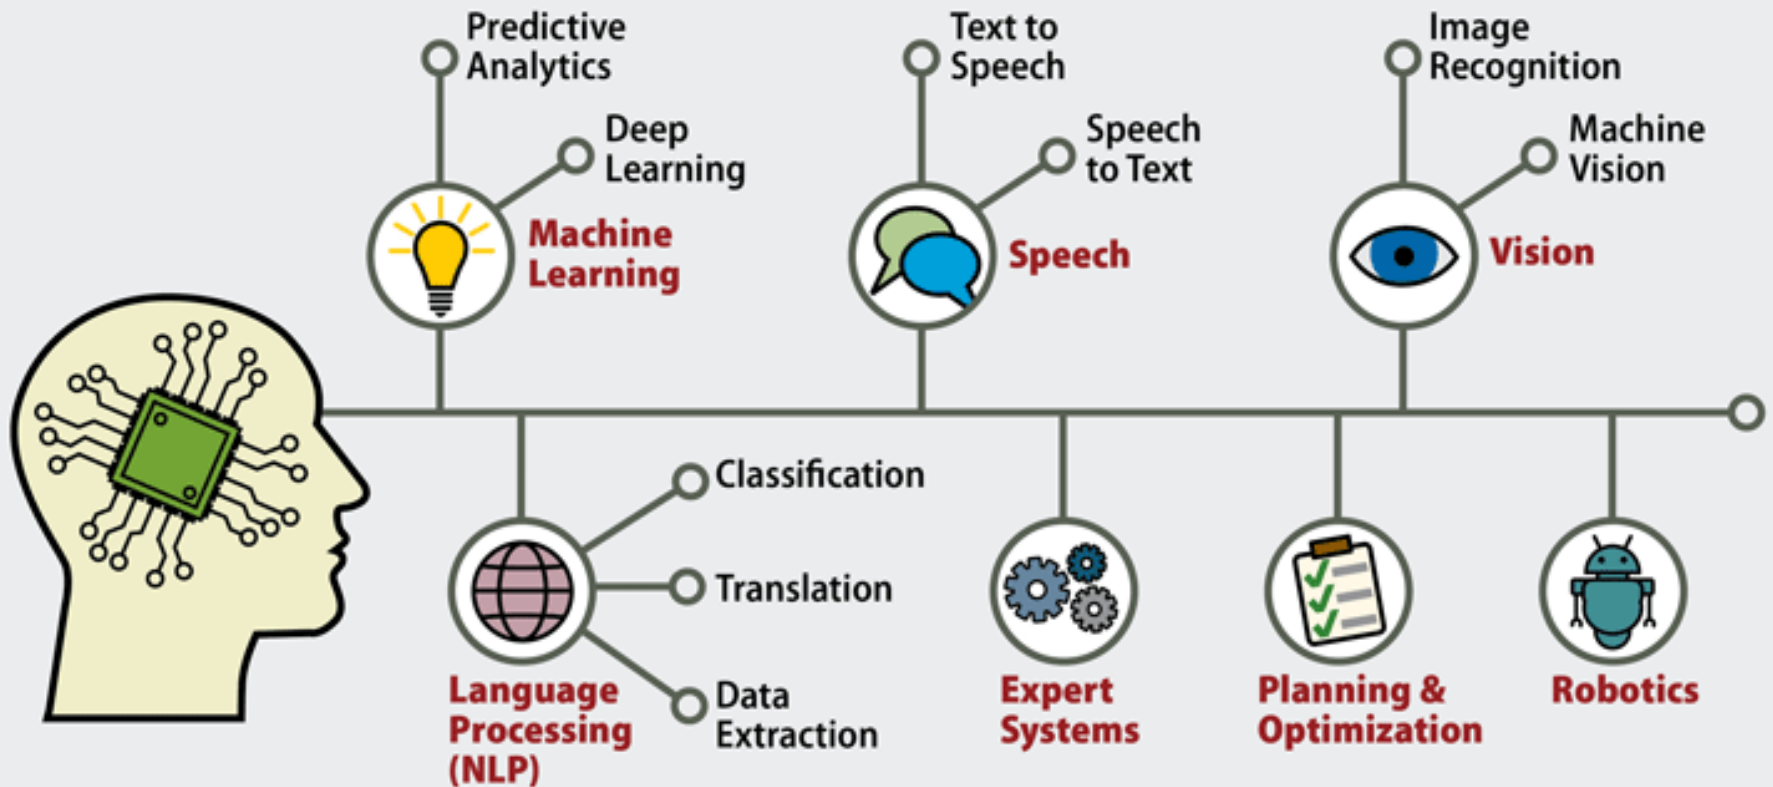 Predictive
Analytics
Deep
Learning
Machine
Learning
Text to
Speech
Speech
to Text
Speech
Image
Recognition
Machine
Vision
Vision
Classification
Translation
Data
Extraction
Language
Processing
(NLP)
Expert
Systems
Planning &
Optimization
Robotics